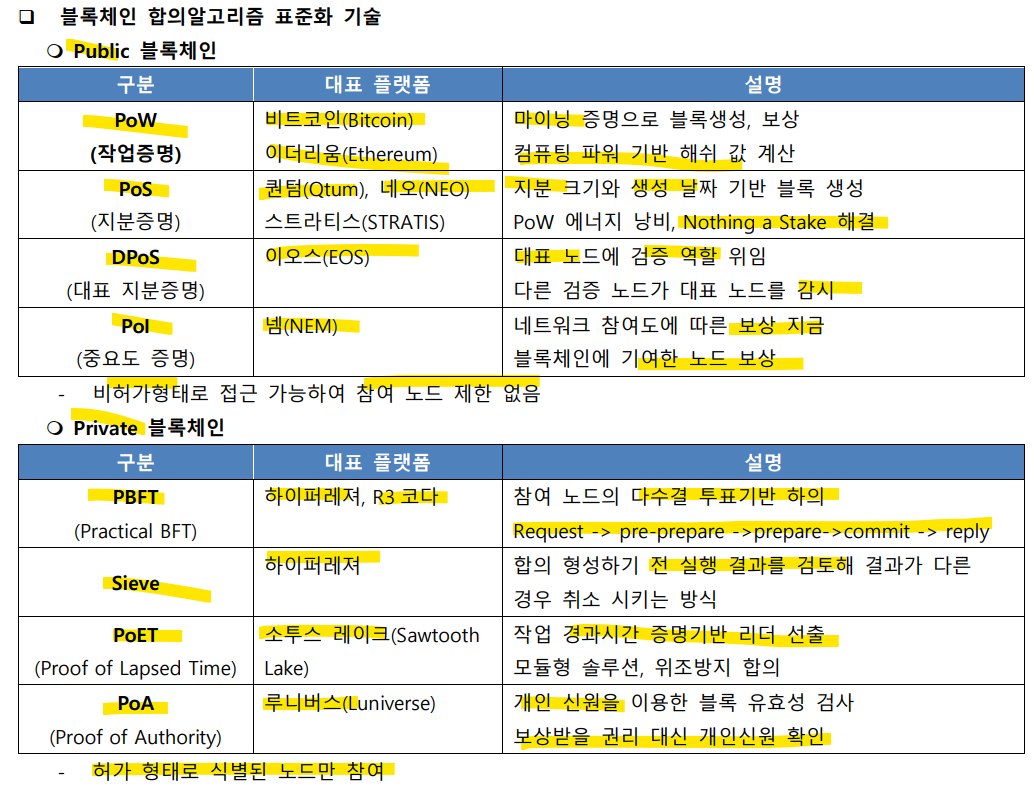 ❑ 블록체인 합의알고리즘 표준화 기술
❍ Public 블록체인
구분 대표 플랫폼 설명
PoW
(작업증명)
비트코인(Bitcoin)
이더리움(Ethereum)
마이닝 증명으로 블록생성, 보상
컴퓨팅 파워 기반 해쉬 값 계산
PoS
(지분증명)
퀀텀(Qtum), 네오(NEO)
스트라티스(STRATIS)
지분 크기와 생성 날짜 기반 블록 생성
PoW 에너지 낭비, Nothing a Stake 해결
DPoS
(대표 지분증명)
이오스(EOS)
대표 노드에 검증 역할 위임
다른 검증 노드가 대표 노드를 감시
PoI
(중요도 증명)
넴(NEM)
네트워크 참여도에 따른 보상 지급
블록체인에 기여한 노드 보상
- 비허가형태로 접근 가능하여 참여 노드 제한 없음
❍ Private 블록체인
구분 대표 플랫폼 설명
PBFT
(Practical BFT)
하이퍼레져, R3 코다
참여 노드의 다수결 투표기반 하의
Request -> pre-prepare ->prepare->commit -> reply
Sieve
하이퍼레져
합의 형성하기 전 실행 결과를 검토해 결과가 다른
경우 취소 시키는 방식
PoET
(Proof of Lapsed Time)
소투스 레이크(Sawtooth
Lake)
작업 경과시간 증명기반 리더 선출
모듈형 솔루션, 위조방지 합의
PoA
(Proof of Authority)
루니버스(Luniverse)
개인 신원을 이용한 블록 유효성 검사
보상받을 권리 대신 개인신원 확인
- 허가 형태로 식별된 노드만 참여